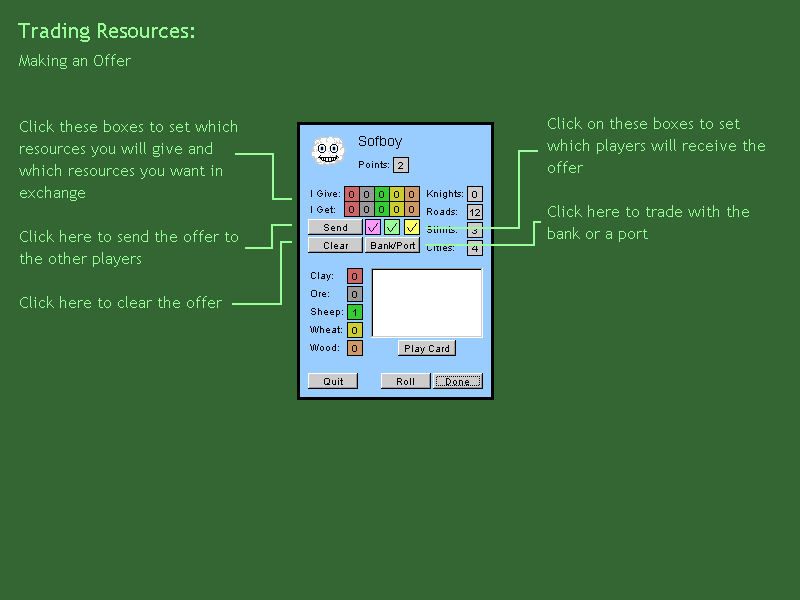 Trading Resources:
Making an Offer
Click these boxes to set which
resources you will give and
which resources you want in
exchange
Click here to send the offer to
the other players
Click here to clear the offer
Sofboy
Points: 2
I Give: 0 0 0 0 0
I Get: 0 0 0 0 0
Send
Clear
Bank/Port
Knights: 0
Roads: 12
3
Cities: 4
Clay: 0
Ore: 0
Sheep: 1
Wheat: 0
Wood: 0
Play Card
Quit
Roll
Done
Click on these boxes to set
which players will receive the
offer
Click here to trade with the
bank or a port